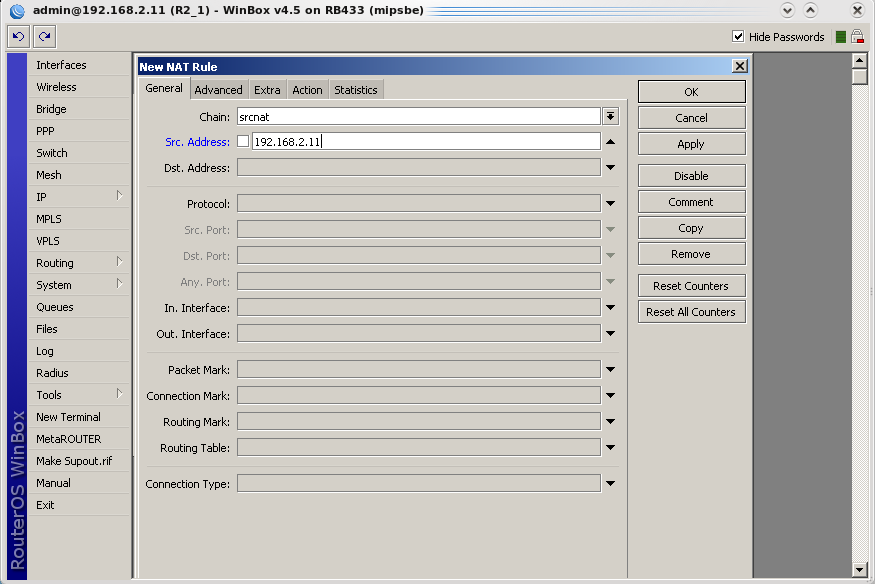 admin@192.168.2.11 (R2_1) - WinBox v4.5 on RB433 (mipsbe)
Hide Passwords
RouterOS WinBox
Interfaces
Wireless
Bridge
PPP
Switch
Mesh
IP
MPLS
VPLS
Routing
System
Queues
Files
Log
Radius
Tools
New Terminal
MetaROUTER
Make Supout.rif
Manual
Exit
New NAT Rule
General Advanced Extra Action Statistics
Chain: srcnat
Src. Address: 192.168.2.11
Dst. Address:
Protocol:
Src. Port:
Dst. Port:
Any. Port:
In. Interface:
Out. Interface:
Packet Mark:
Connection Mark:
Routing Mark:
Routing Table:
Connection Type:
OK
Cancel
Apply
Disable
Comment
Copy
Remove
Reset Counters
Reset All Counters